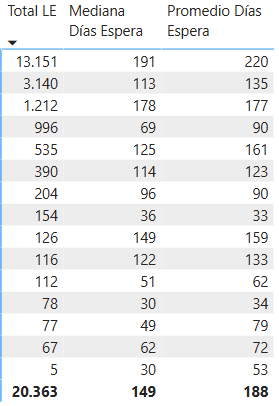 Total LE Mediana Días Espera Promedio Días Espera
13.151 191 220
3.140 113 135
1.212 178 177
996 69 90
535 125 161
390 114 123
204 96 90
154 36 33
126 149 159
116 122 133
112 51 62
78 30 34
77 49 79
67 62 72
5 30 53
20.363 149 188